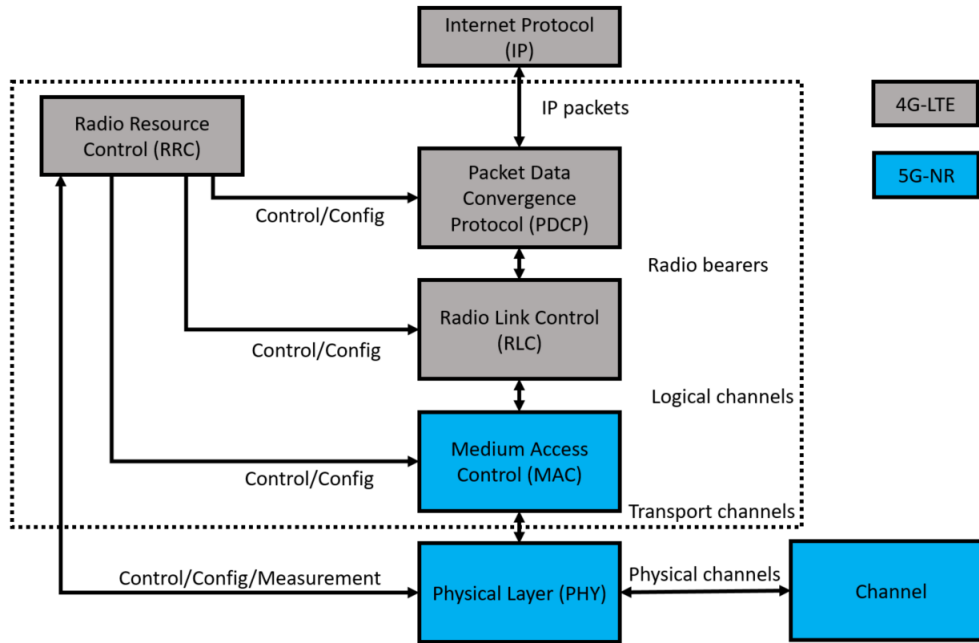 Internet Protocol
(IP)
IP packets
4G-LTE
Radio Resource
Control (RRC)
5G-NR
Packet Data
Convergence
Protocol (PDCP)
Control/Config
Radio bearers
Radio Link Control
(RLC)
Control/Config
Logical channels
Medium Access
Control (MAC)
Control/Config
Transport channels
Control/Config/Measurement
Physical Layer (PHY)
Physical channels
Channel